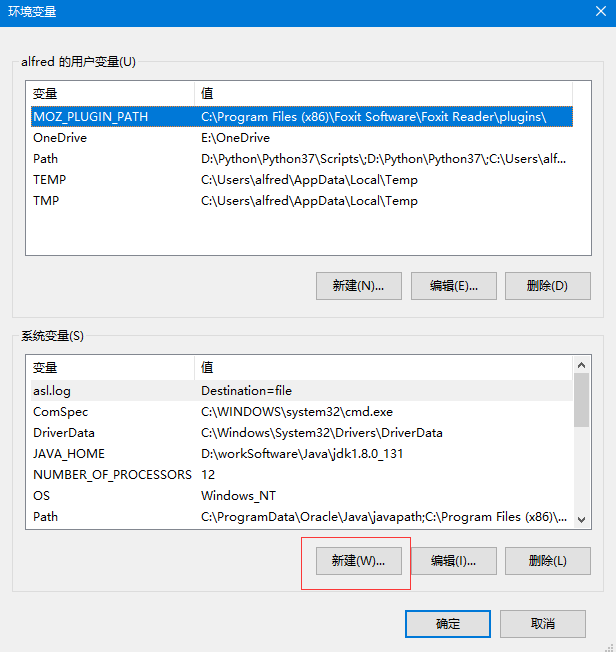 环境变量
alfred 的用户变量(U)
变量 值
MOZ_PLUGIN_PATH C:\Program Files (x86)\Foxit Software\Foxit Reader\plugins\
OneDrive E:\OneDrive
Path D:\Python\Python37\Scripts\;D:\Python\Python37\;C:\Users\alf...
TEMP C:\Users\alfred\AppData\Local\Temp
TMP C:\Users\alfred\AppData\Local\Temp
新建(N)... 编辑(E)... 删除(D)
系统变量(S)
变量 值
asl.log Destination=file
ComSpec C:\WINDOWS\system32\cmd.exe
DriverData C:\Windows\System32\Drivers\DriverData
JAVA_HOME D:\workSoftware\Java\jdk1.8.0_131
NUMBER_OF_PROCESSORS 12
OS Windows_NT
Path C:\ProgramData\Oracle\Java\javapath;C:\Program Files (x86)\...
新建(W)... 编辑(I)... 删除(L)
确定 取消